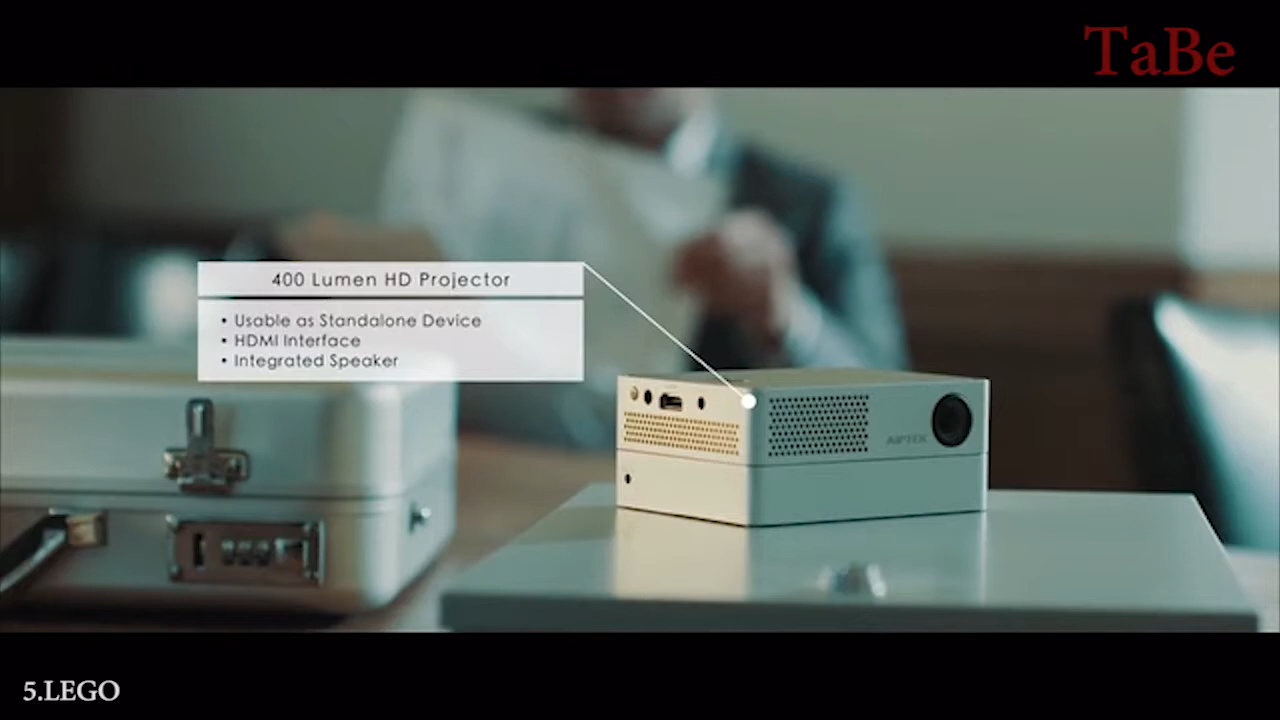 TaBe
400 Lumen HD Projector
• Usable as Standalone Device
• HDMI Interface
• Integrated Speaker
AIPTEK
5.LEGO